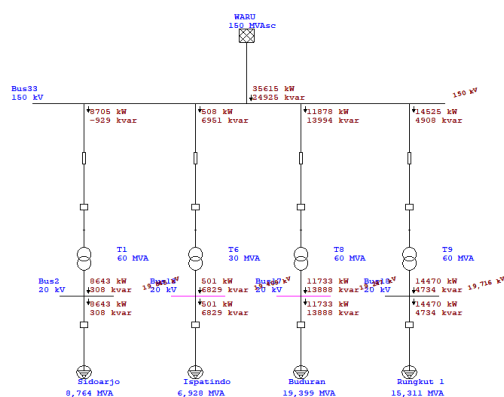 WARU
150 MVAsc
35615 kW
24925 kvar
Bus33
150 kV
150 kV
8705 kW
-929 kvar
508 kW
6951 kvar
11878 kW
13994 kvar
14525 kW
4908 kvar
T1
60 MVA
T6
30 MVA
T8
60 MVA
T9
60 MVA
Bus2
20 kV
8643 kW
308 kvar
20 kV
501 kW
6829 kvar
20 kV
11733 kW
13888 kvar
20 kV
14470 kW
4734 kvar
19,716 kV
8643 kW
308 kvar
501 kW
6829 kvar
11733 kW
13888 kvar
14470 kW
4734 kvar
Sidoarjo
8,764 MVA
Ispatindo
6,928 MVA
Buduran
19,399 MVA
Rungkut 1
15,311 MVA